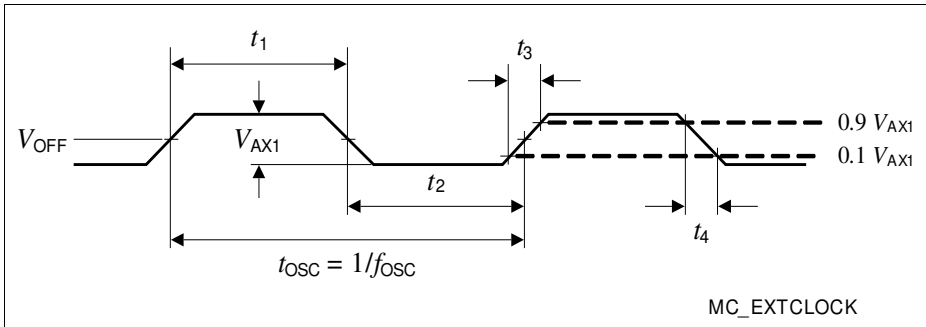 t1
t3
VOFF
VAX1
0.9 VAX1
0.1 VAX1
t2
t4
tOSC = 1/fOSC
MC_EXTCLOCK